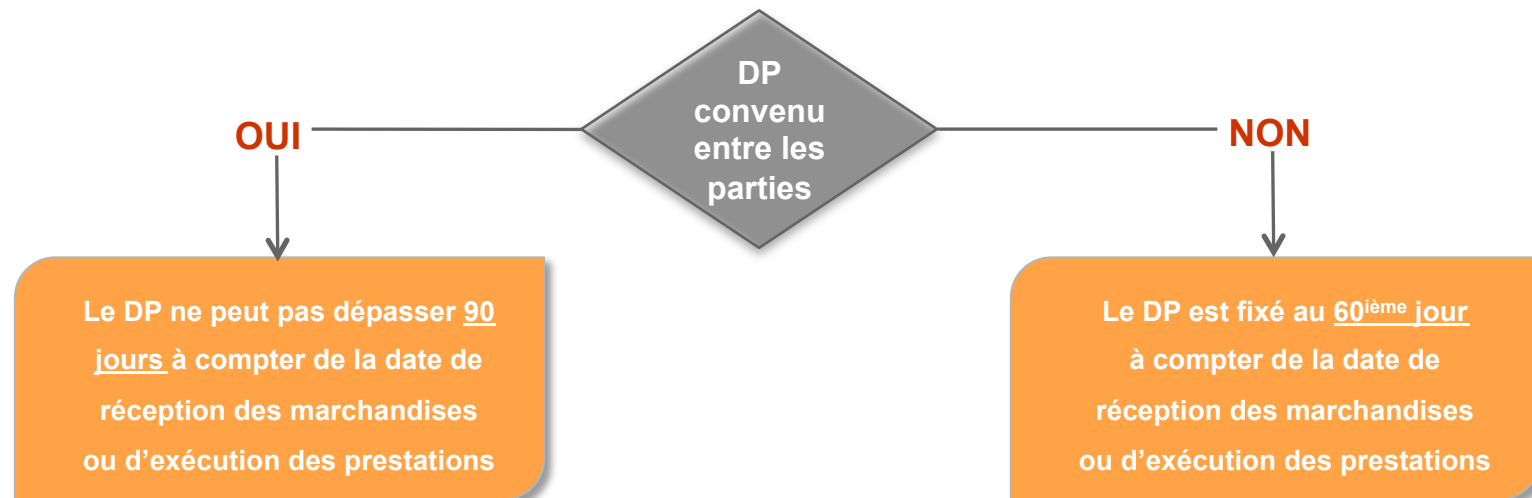 DP
convenu
entre les
parties
OUI
NON
Le DP ne peut pas dépasser 90
jours à compter de la date de
réception des marchandises
ou d’exécution des prestations
Le DP est fixé au 60ième jour
à compter de la date de
réception des marchandises
ou d’exécution des prestations